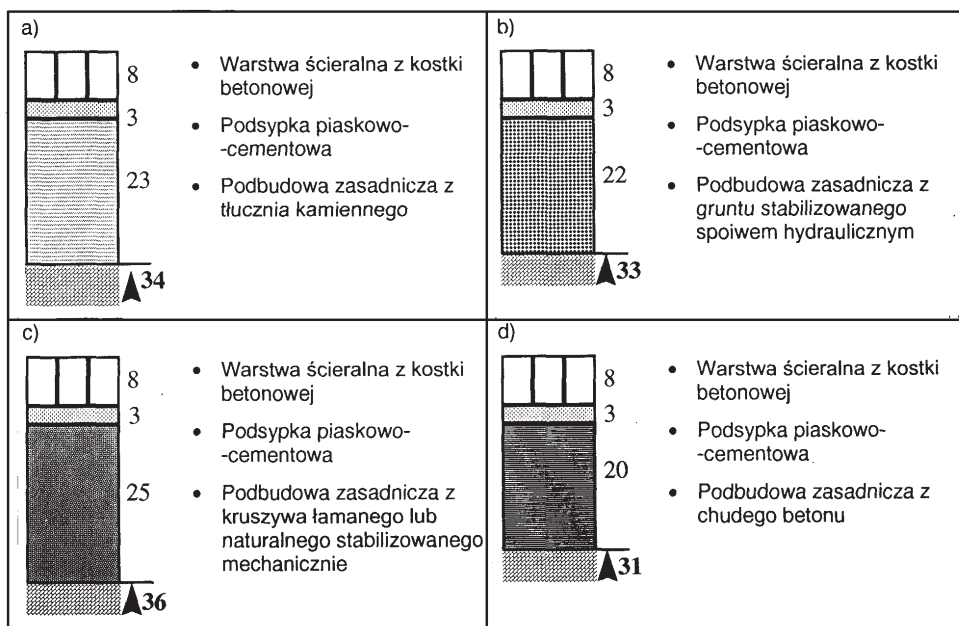 a)
8
3
23
34
• Warstwa ścieralna z kostki
betonowej
• Podsypka piaskowo-
-cementowa
• Podbudowa zasadnicza z
tłucznia kamiennego
b)
8
3
22
33
• Warstwa ścieralna z kostki
betonowej
• Podsypka piaskowo-
-cementowa
• Podbudowa zasadnicza z
gruntu stabilizowanego
spoiwem hydraulicznym
c)
8
3
25
36
• Warstwa ścieralna z kostki
betonowej
• Podsypka piaskowo-
-cementowa
• Podbudowa zasadnicza z
kruszywa łamanego lub
naturalnego stabilizowanego
mechanicznie
d)
8
3
20
31
• Warstwa ścieralna z kostki
betonowej
• Podsypka piaskowo-
-cementowa
• Podbudowa zasadnicza z
chudego betonu